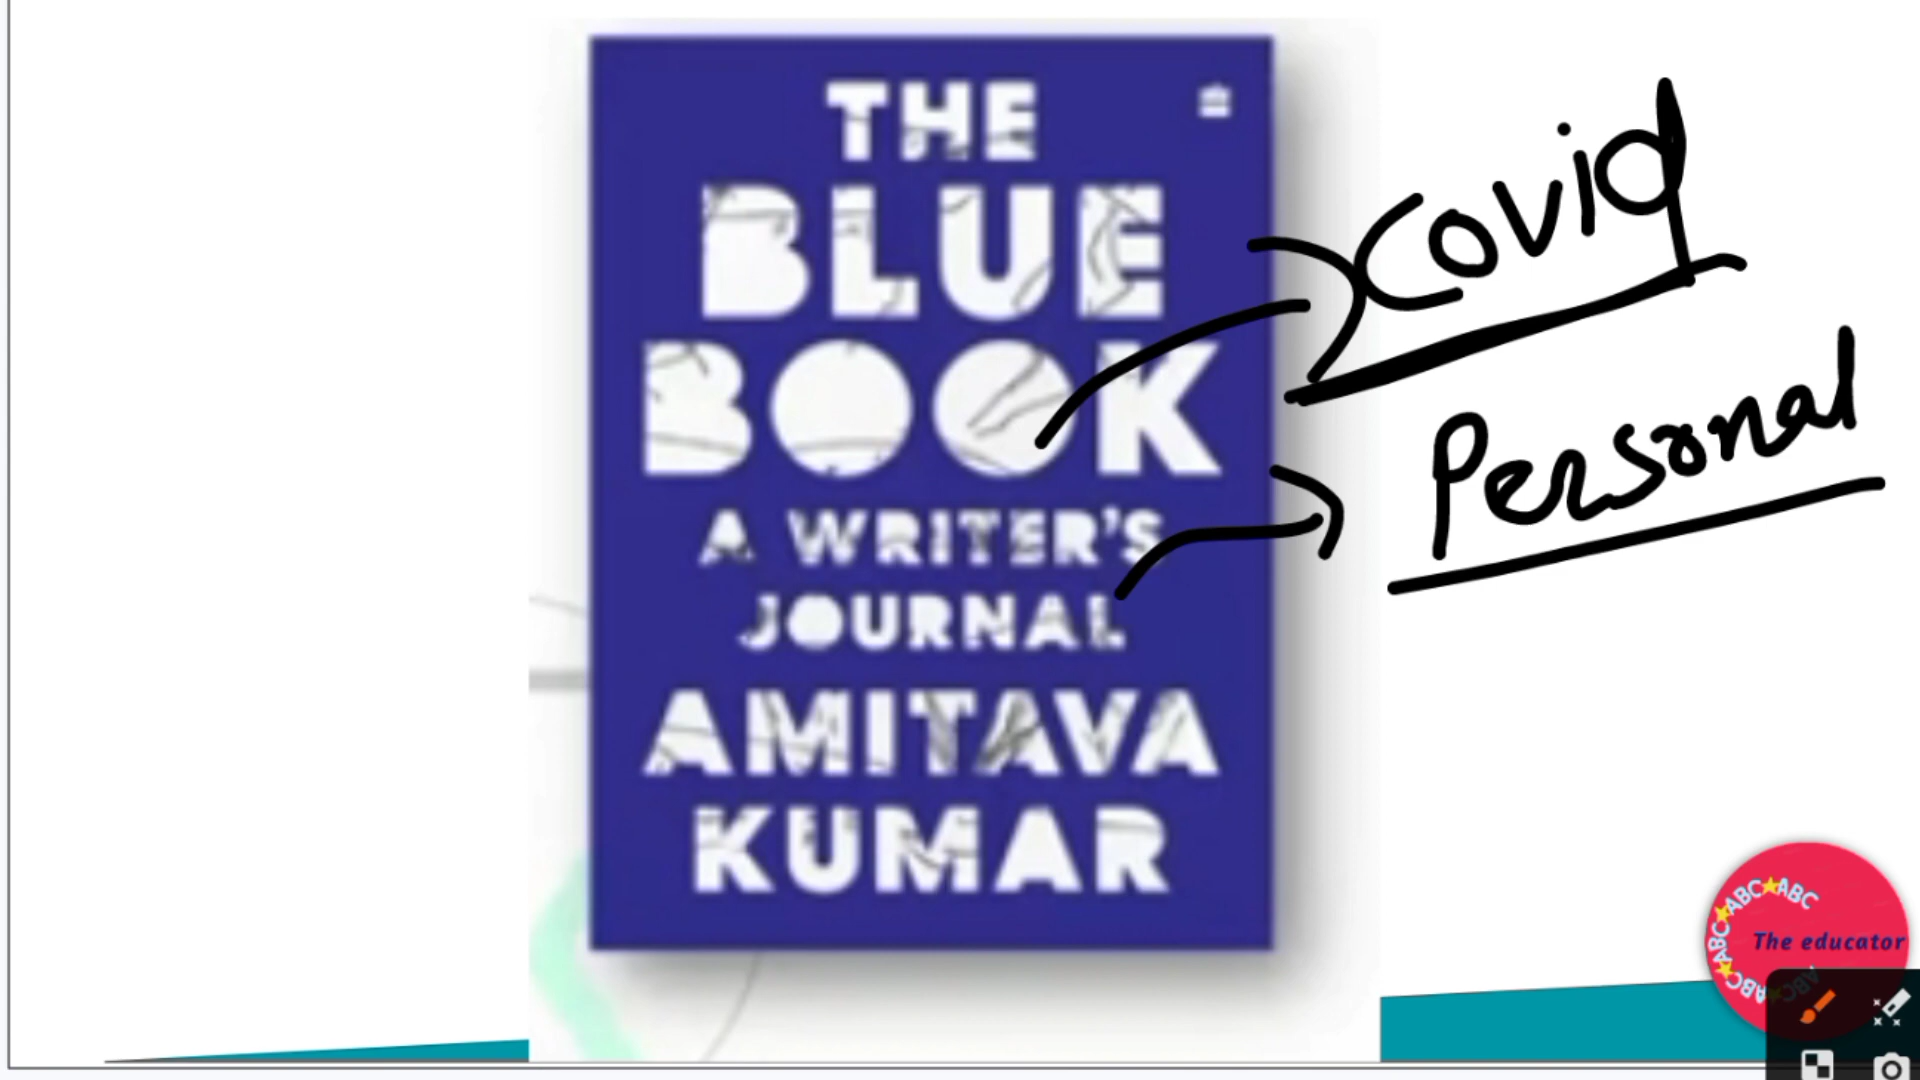 THE
BLUE
BOOK
A WRITER'S
JOURNAL
AMITAVA
KUMAR
Covid
Personal
ABC★ABC★ABC★ABC
The educator